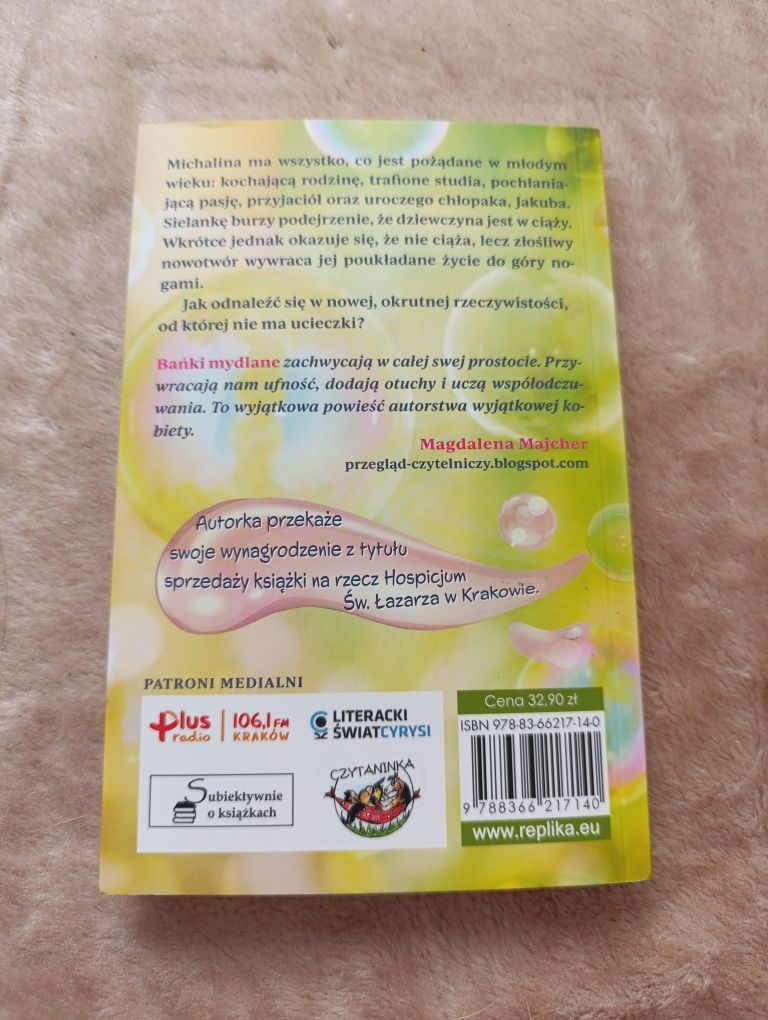 Michalina ma wszystko, co jest pożądane w młodym
wieku: kochającą rodzinę, trafione studia, pochłania-
jącą pasję, przyjaciół oraz uroczego chłopaka, Jakuba.
Sielankę burzy podejrzenie, że dziewczyna jest w ciąży.
Wkrótce jednak okazuje się, że nie ciąża, lecz złośliwy
nowotwór wywraca jej poukładane życie do góry no-
gami.
Jak odnaleźć się w nowej, okrutnej rzeczywistości,
od której nie ma ucieczki?
Bańki mydlane zachwycają w całej swej prostocie. Przy-
wracają nam ufność, dodają otuchy i uczą współodczu-
wania. To wyjątkowa powieść autorstwa wyjątkowej ko-
biety.
Magdalena Majcher
przegląd-czytelniczy.blogspot.com
Autorka przekaże
swoje wynagrodzenie z tytułu
sprzedaży książki na rzecz Hospicjum
Św. Łazarza w Krakowie.
PATRONI MEDIALNI
Plus radio 106,1 FM KRAKÓW
LITERACKI
ŚWIATCYRYSI
Subiektywnie
o książkach
CZYTANINKA
Cena 32,90 zł
ISBN 978-83-66217-14-0
9 788366 217140
www.replika.eu